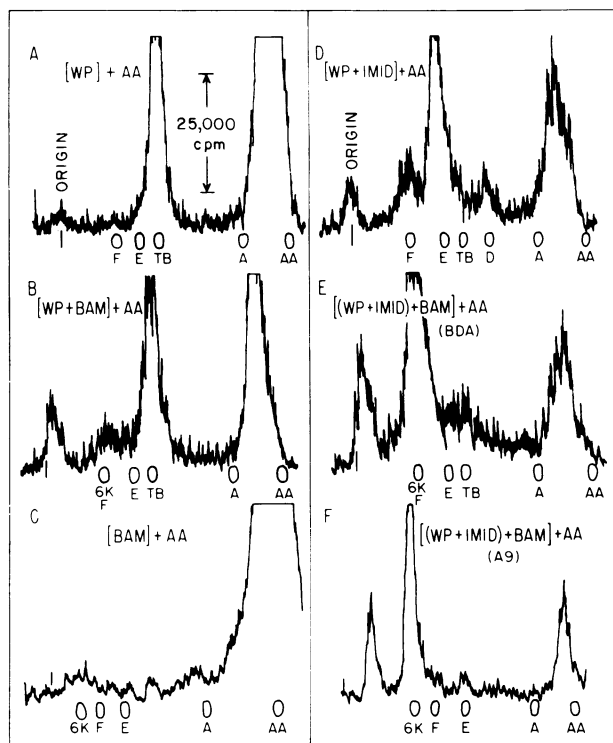 A
[WP] + AA
ORIGIN
25,000
cpm
F E TB A AA
B
[WP+BAM]+AA
6K
F E TB A AA
C
[BAM] + AA
6K F E A AA
D
[WP+IMID]+AA
ORIGIN
F E TB D A AA
E
[(WP+IMID)+BAM]+AA
(BDA)
6K
F E TB A AA
F
[(WP+IMID)+BAM]+AA
(A9)
6K F E A AA